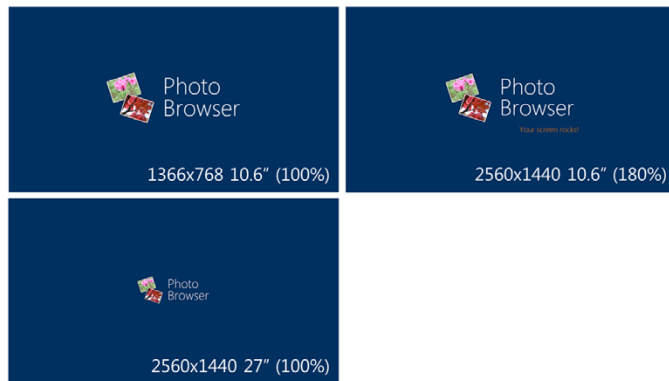 Photo
Browser
1366x768 10.6" (100%)
Photo
Browser
Your screen rocks!
2560x1440 10.6" (180%)
Photo
Browser
2560x1440 27" (100%)